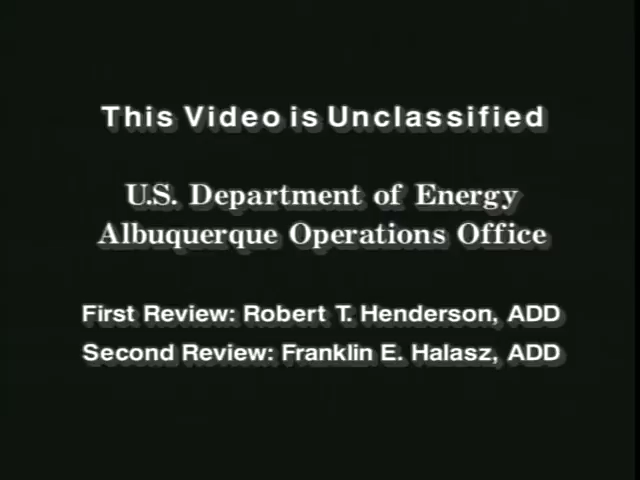 This Video is Unclassified
U.S. Department of Energy
Albuquerque Operations Office
First Review: Robert T. Henderson, ADD
Second Review: Franklin E. Halasz, ADD